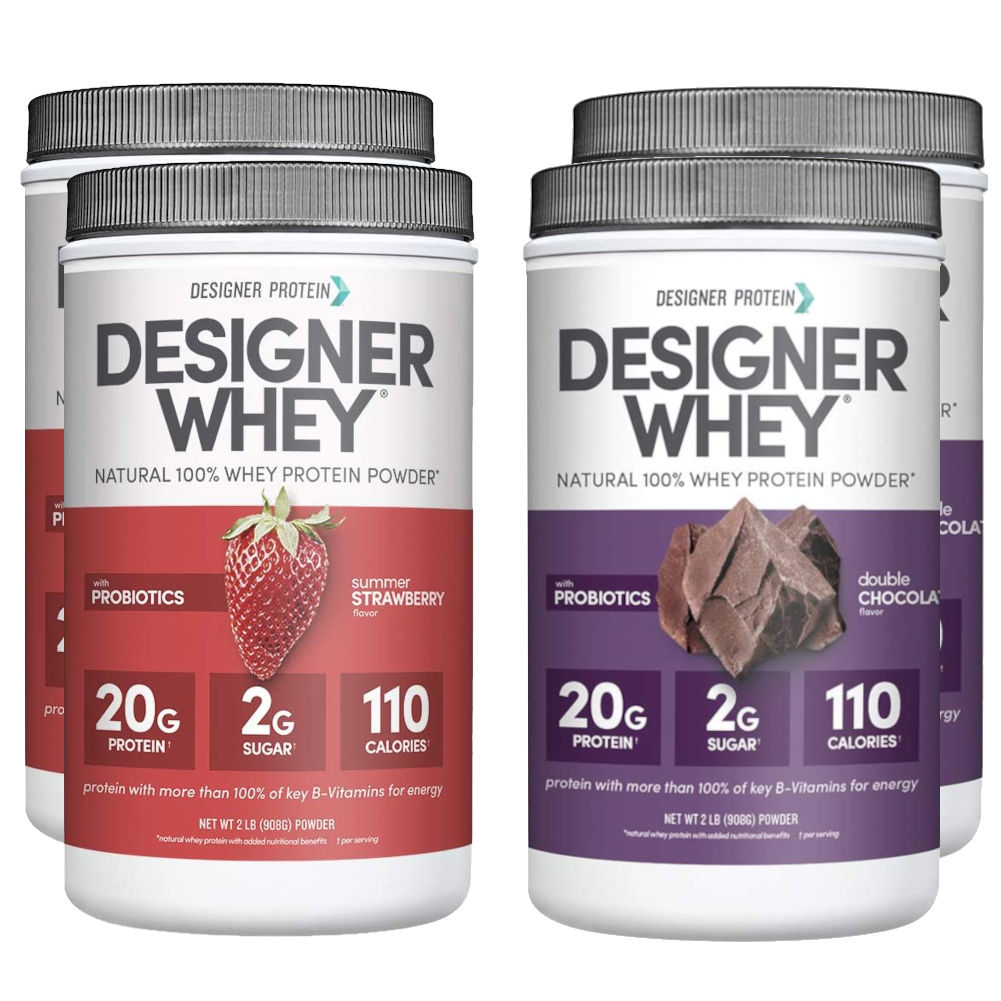 DESIGNER PROTEIN
DESIGNER
WHEY®
NATURAL 100% WHEY PROTEIN POWDER*
with
PROBIOTICS
summer
STRAWBERRY
flavor
20G
PROTEIN†
2G
SUGAR†
110
CALORIES†
protein with more than 100% of key B-Vitamins for energy
NET WT 2 LB (908G) POWDER
*natural whey protein with added nutritional benefits † per serving
DESIGNER PROTEIN
DESIGNER
WHEY®
NATURAL 100% WHEY PROTEIN POWDER*
with
PROBIOTICS
double
CHOCOLA
flavor
20G
PROTEIN†
2G
SUGAR†
110
CALORIES†
protein with more than 100% of key B-Vitamins for energy
NET WT 2 LB (908G) POWDER
*natural whey protein with added nutritional benefits † per serving